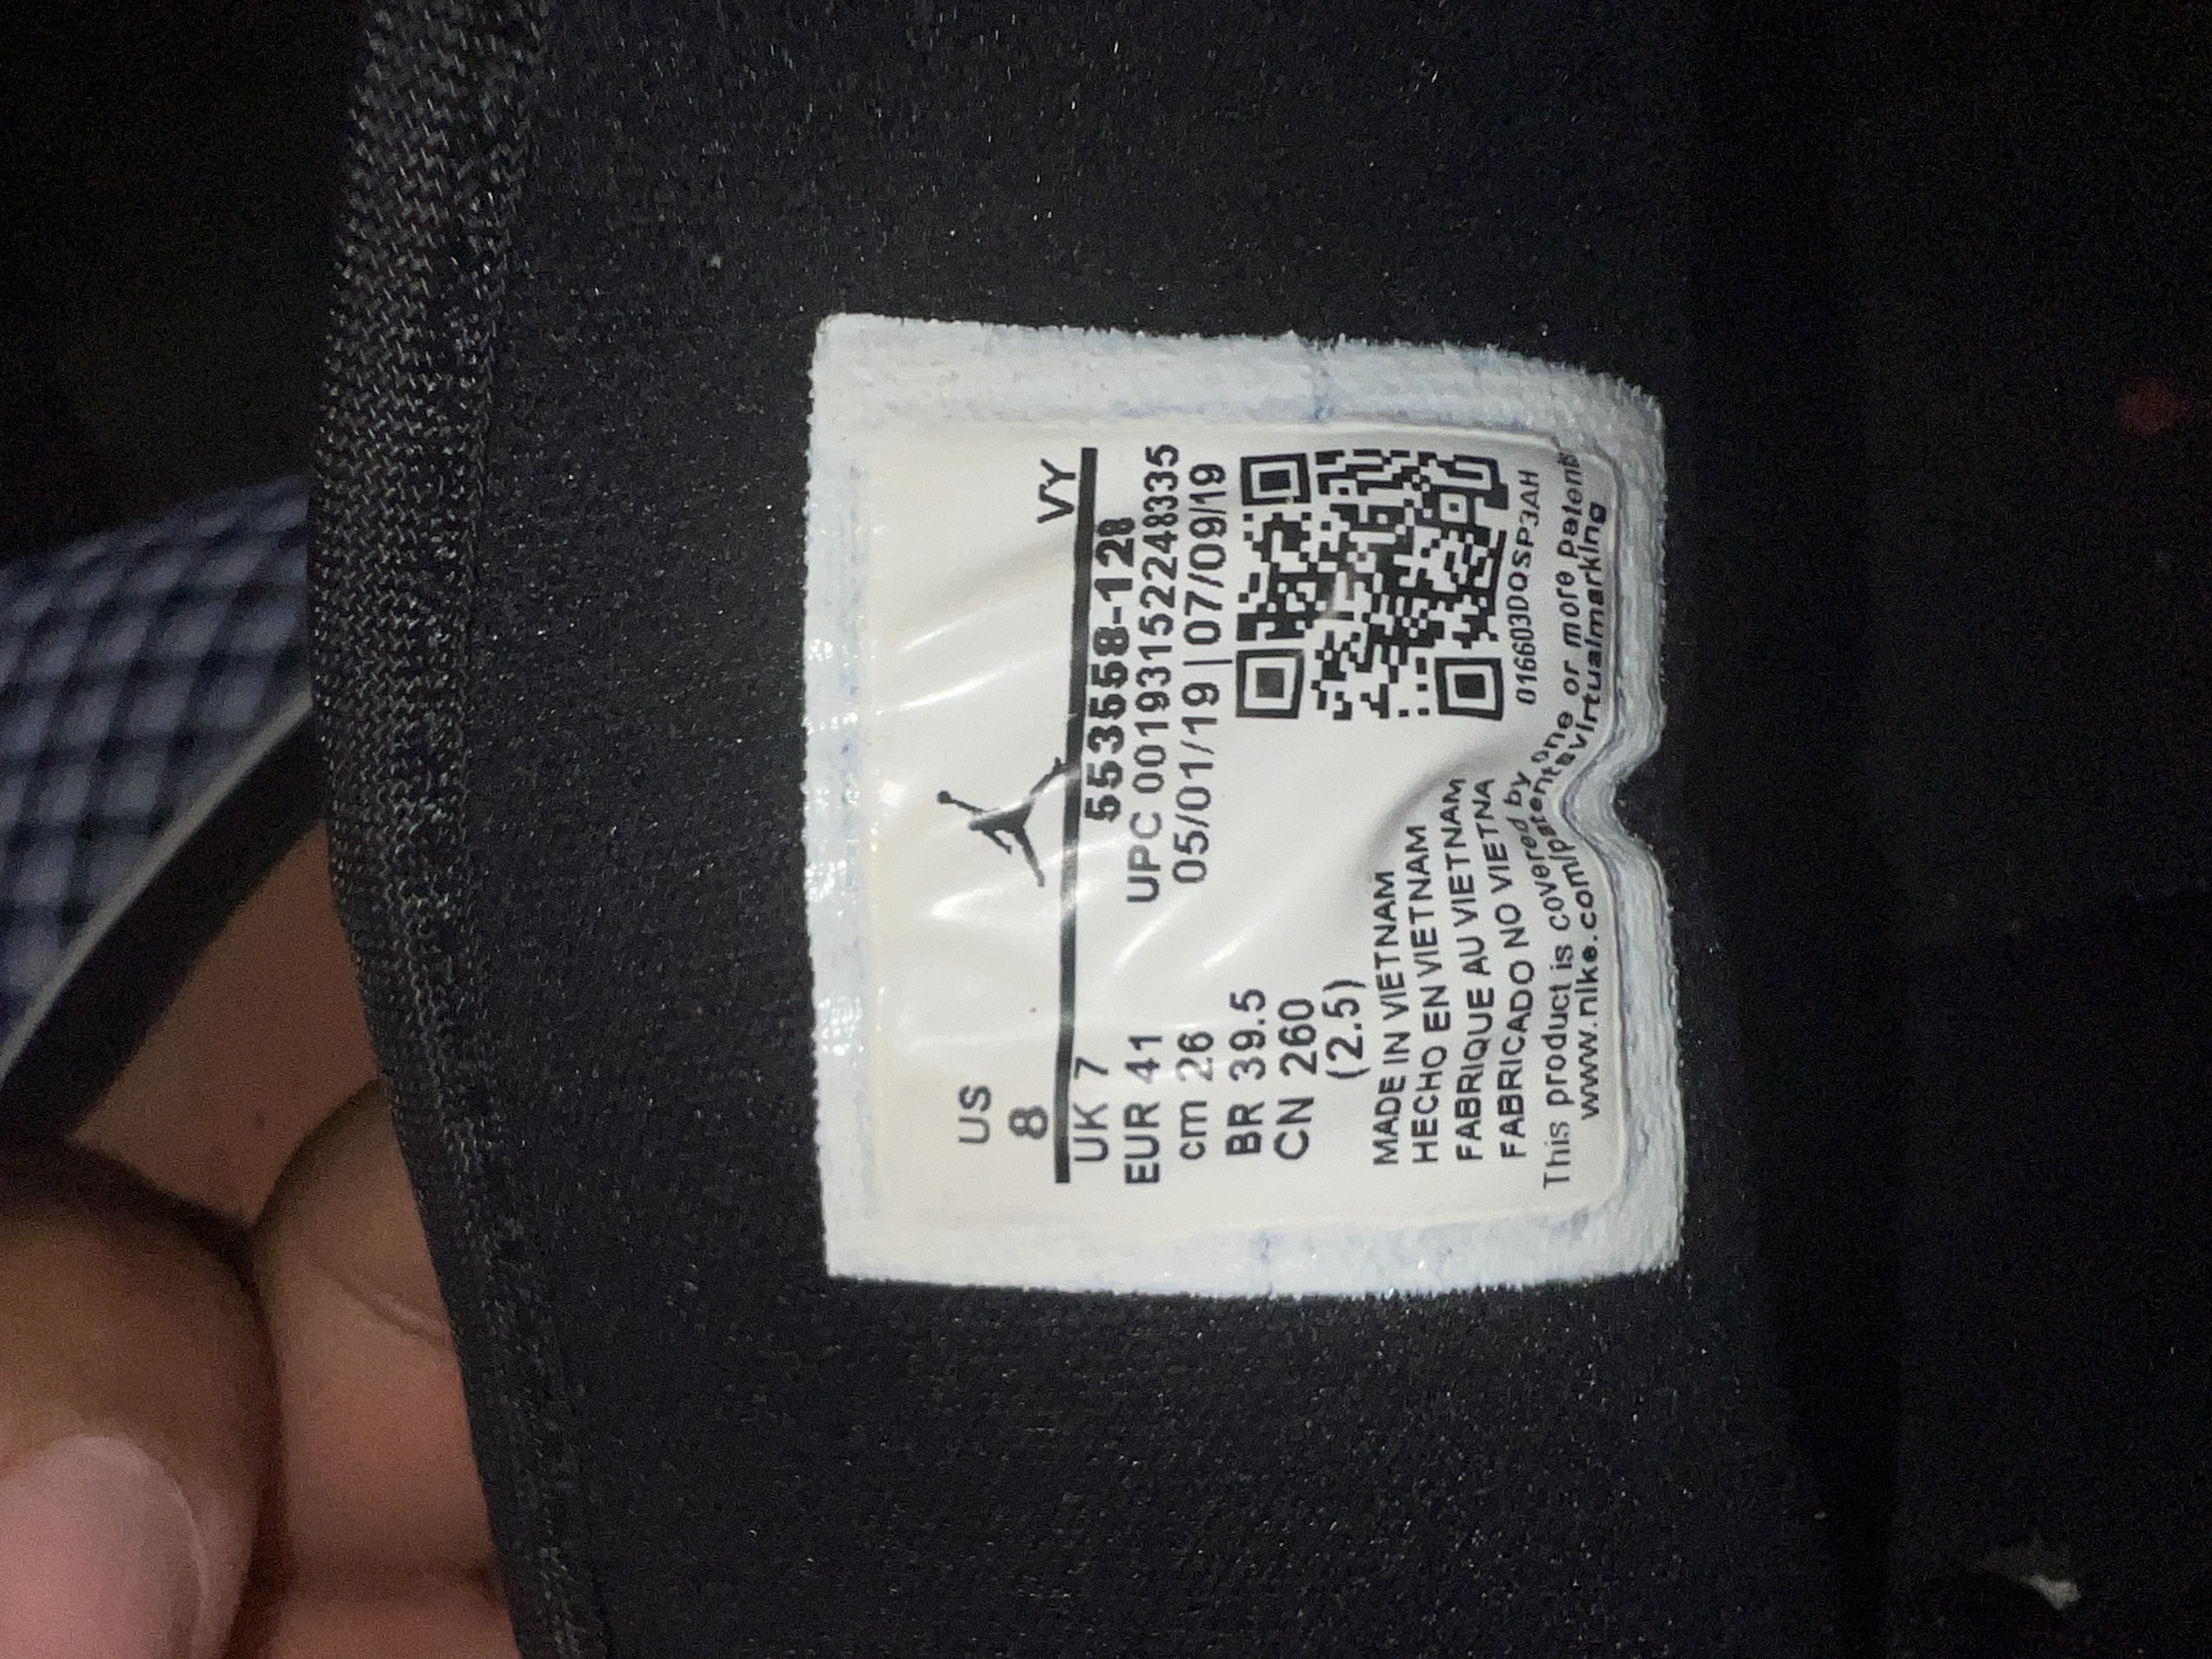 US
8
VY
UK 7
EUR 41
cm 26
BR 39.5
CN 260
(2.5)
553558-128
UPC 00193152248335
05/01/19 | 07/09/19
016603DQSP3AH
MADE IN VIETNAM
HECHO EN VIETNAM
FABRIQUE AU VIETNAM
FABRICADO NO VIETNA
This product is covered by one or more patents
www.nike.com/patentsvirtualmarking